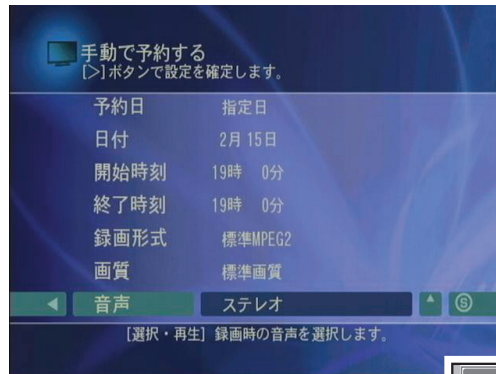 手動で予約する
[>]ボタンで設定を確定します。
予約日 指定日
日付 2月 15日
開始時刻 19時 0分
終了時刻 19時 0分
録画形式 標準MPEG2
画質 標準画質
音声 ステレオ Ⓢ
[選択・再生] 録画時の音声を選択します。